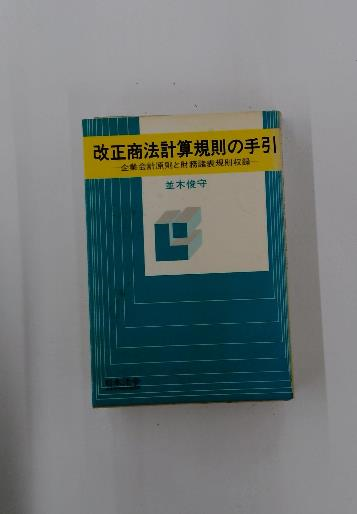 改正商法計算規則の手引
—企業会計原則と財務諸表規則収録—
並木俊守